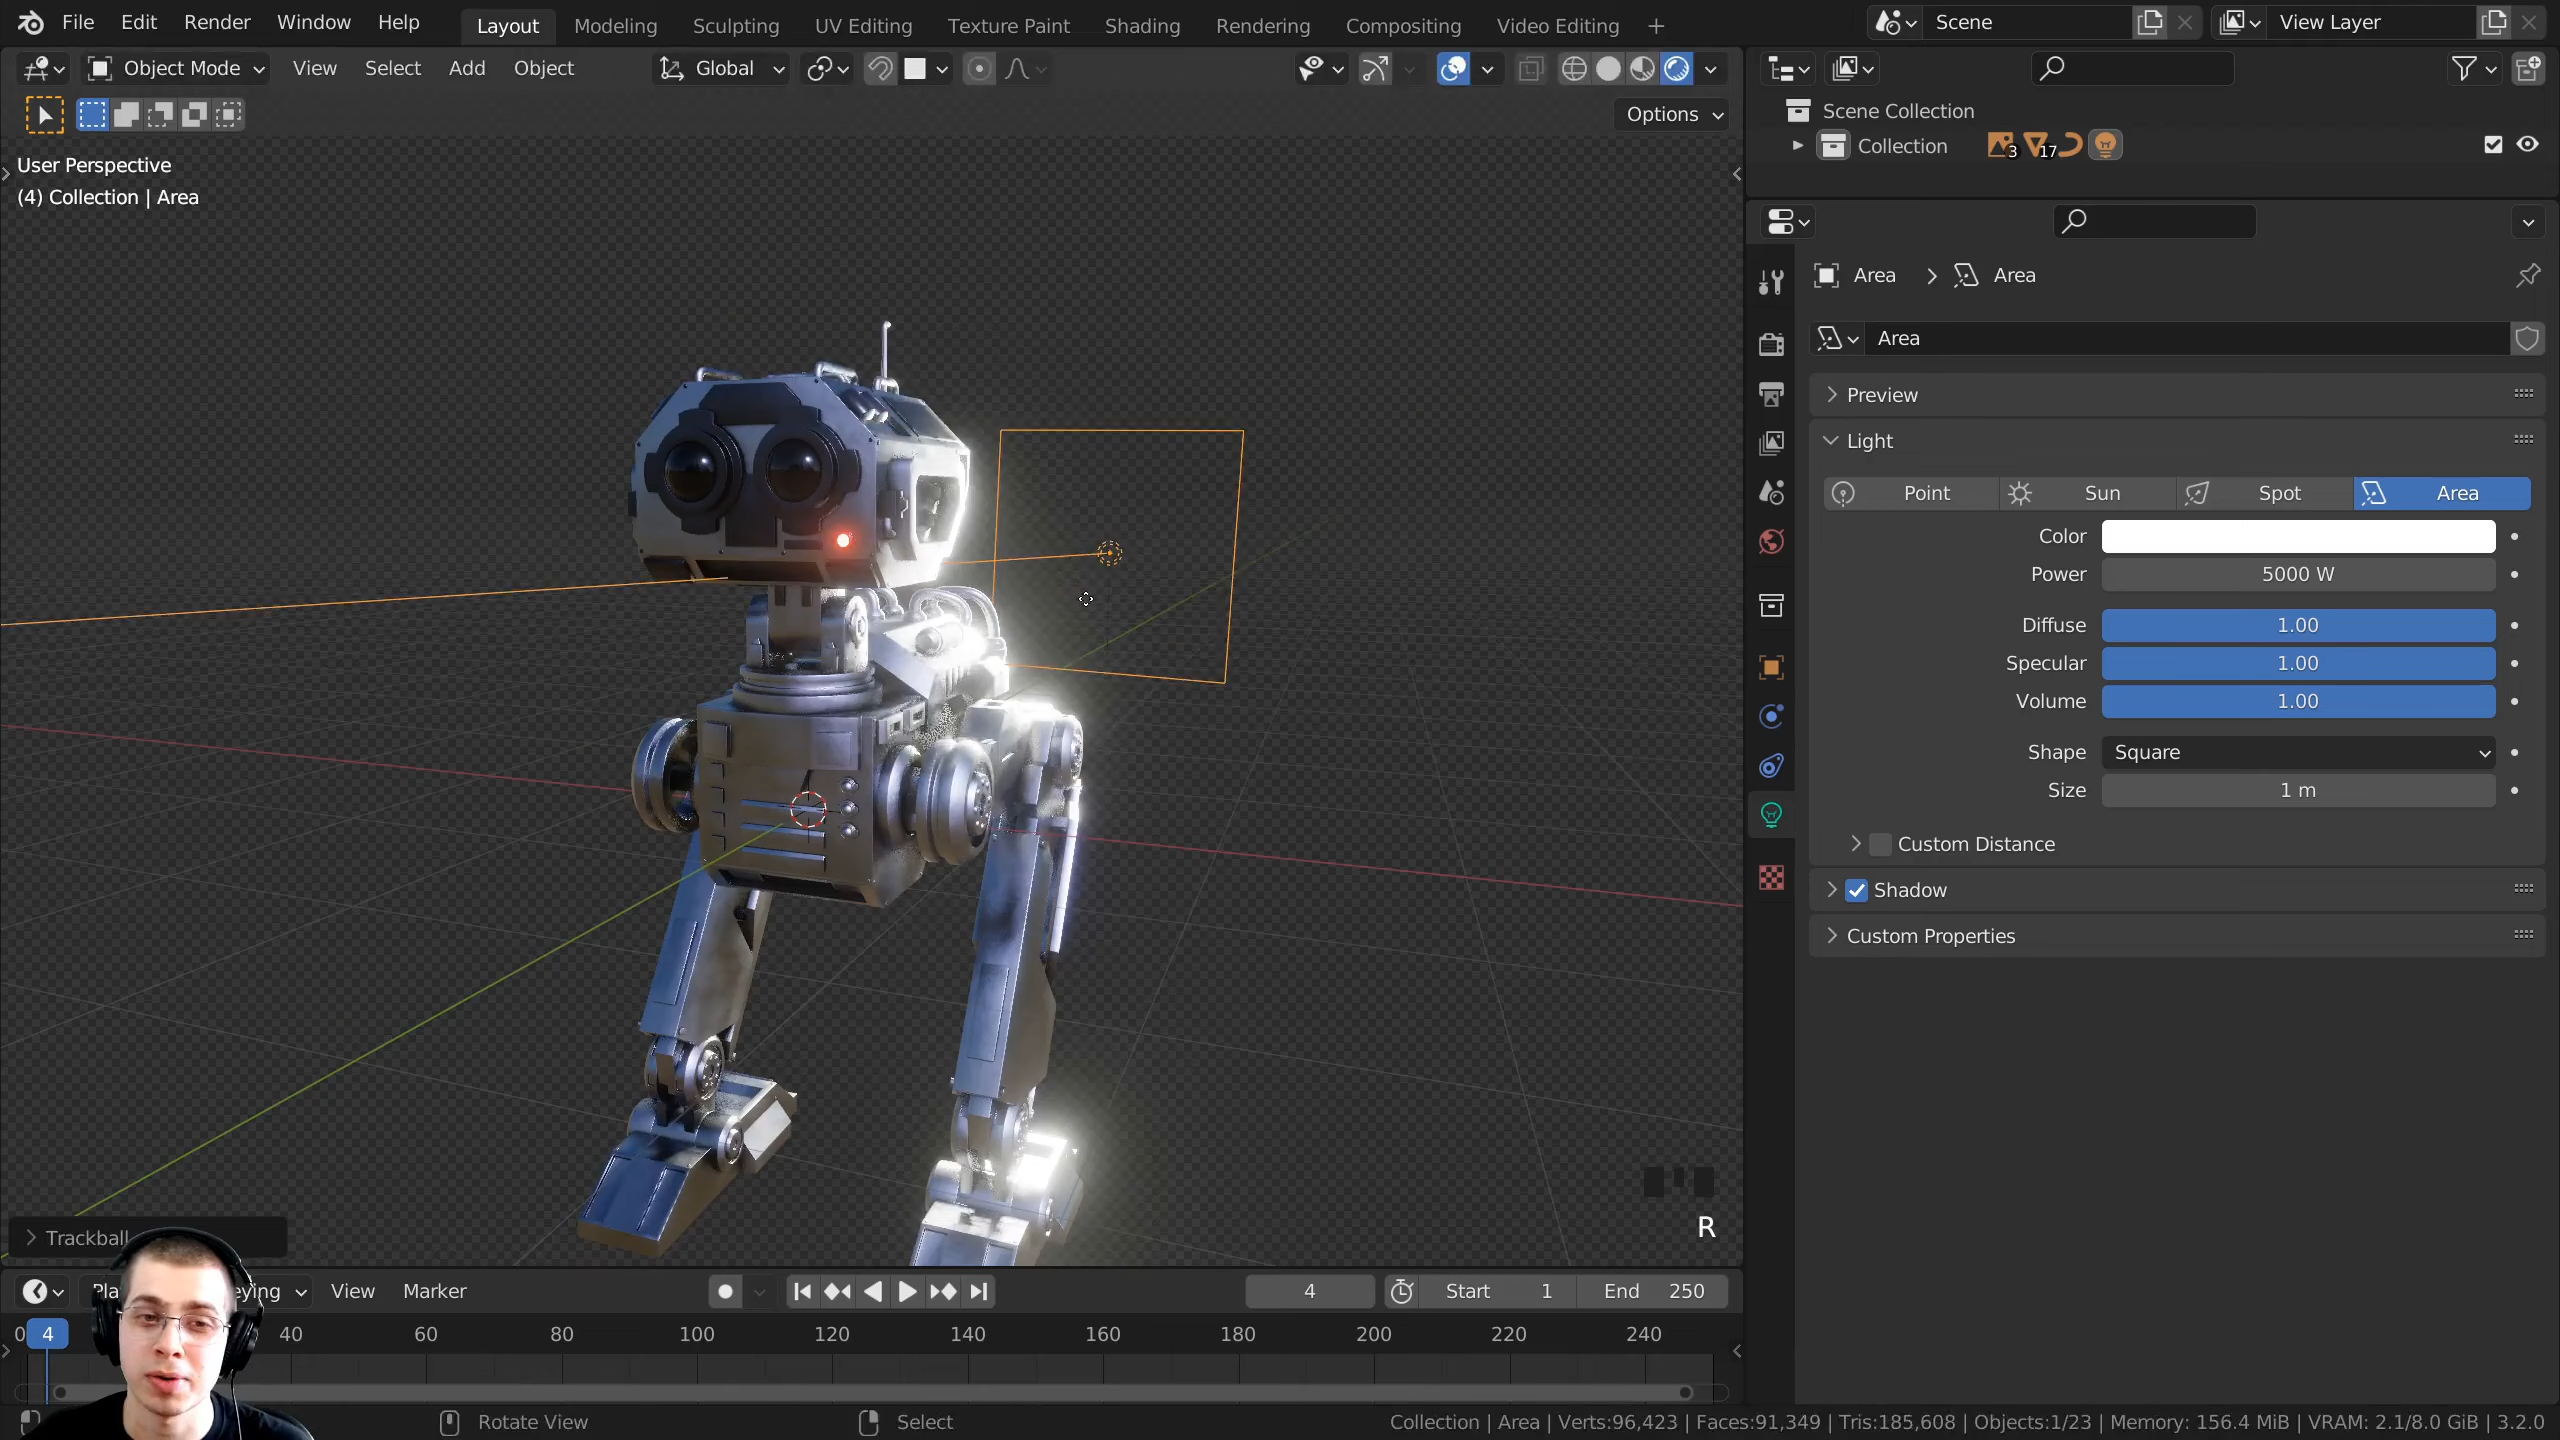 File Edit Render Window Help Layout Modeling Sculpting UV Editing Texture Paint Shading Rendering Compositing Video Editing + Scene View Layer
Object Mode View Select Add Object Global
Options
User Perspective
(4) Collection | Area
Scene Collection
Collection 3 17
Area > Area
Area
Preview
Light
Point Sun Spot Area
Color
Power 5000 W
Diffuse 1.00
Specular 1.00
Volume 1.00
Shape Square
Size 1 m
Custom Distance
Shadow
Custom Properties
R
Trackball
View Marker 4 Start 1 End 250
0 4 40 60 80 100 120 140 160 180 200 220 240
Rotate View Select Collection | Area | Verts:96,423 | Faces:91,349 | Tris:185,608 | Objects:1/23 | Memory: 156.4 MiB | VRAM: 2.1/8.0 GiB | 3.2.0